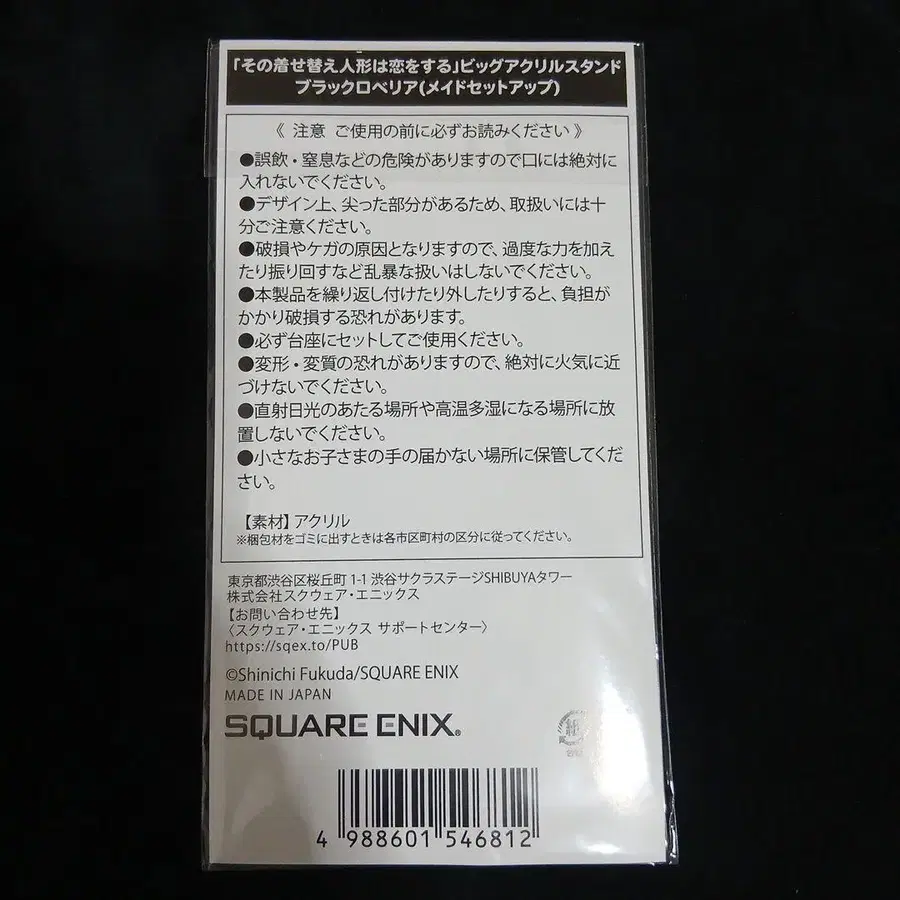 「その着せ替え人形は恋をする」ビッグアクリルスタンド
ブラックロベリア(メイドセットアップ)
《 注意 ご使用の前に必ずお読みください 》
●誤飲・窒息などの危険がありますので口には絶対に
入れないでください。
●デザイン上、尖った部分があるため、取扱いには十
分ご注意ください。
●破損やケガの原因となりますので、過度な力を加え
たり振り回すなど乱暴な扱いはしないでください。
●本製品を繰り返し付けたり外したりすると、負担が
かかり破損する恐れがあります。
●必ず台座にセットしてご使用ください。
●変形・変質の恐れがありますので、絶対に火気に近
づけないでください。
●直射日光のあたる場所や高温多湿になる場所に放
置しないでください。
●小さなお子さまの手の届かない場所に保管してくだ
さい。
【素材】アクリル
※梱包材をゴミに出すときは各市区町村の区分に従ってください。
東京都渋谷区桜丘町 1-1 渋谷サクラステージSHIBUYAタワー
株式会社スクウェア・エニックス
【お問い合わせ先】
〈スクウェア・エニックス サポートセンター〉
https://sqex.to/PUB
©Shinichi Fukuda/SQUARE ENIX
MADE IN JAPAN
SQUARE ENIX®
紙
4 988601 546812